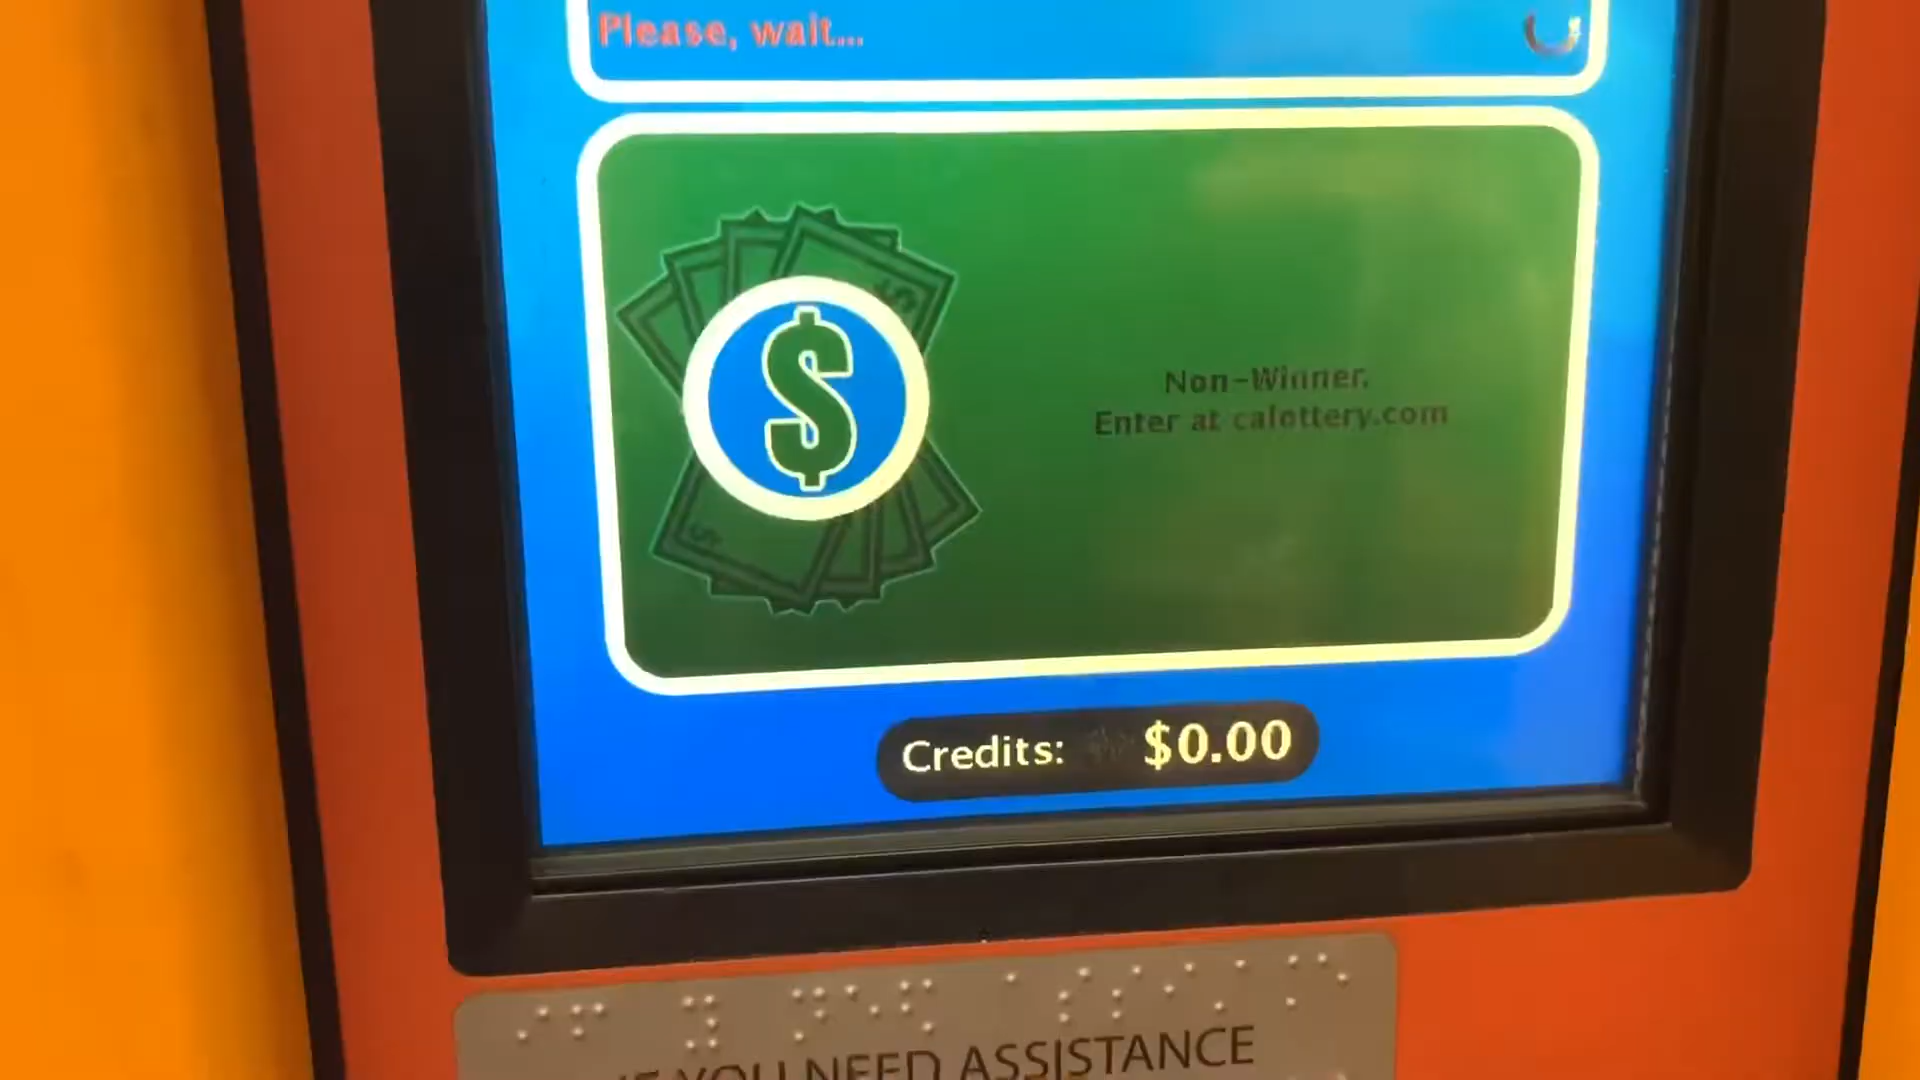 Please, wait...
$
Non-Winner.
Enter at calottery.com
Credits: $0.00
IF YOU NEED ASSISTANCE